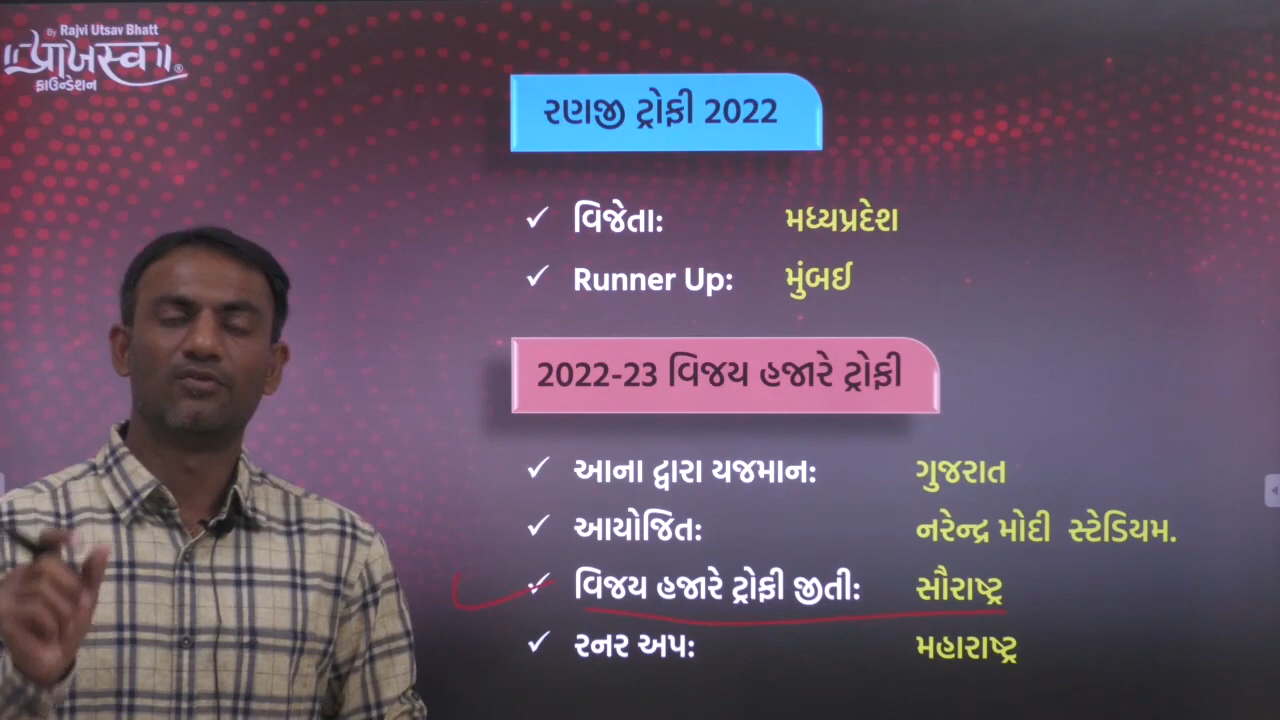 By Rajvi Utsav Bhatt
॥પ્રાખસ્વ॥
ફાઉન્ડેશન
રણજી ટ્રોફી 2022
✓ વિજેતા: મધ્યપ્રદેશ
✓ Runner Up: મુંબઈ
2022-23 વિજય હજારે ટ્રોફી
✓ આના દ્વારા યજમાન: ગુજરાત
✓ આયોજિત: નરેન્દ્ર મોદી સ્ટેડિયમ.
✓ વિજય હજારે ટ્રોફી જીતી: સૌરાષ્ટ્ર
✓ રનર અપ: મહારાષ્ટ્ર